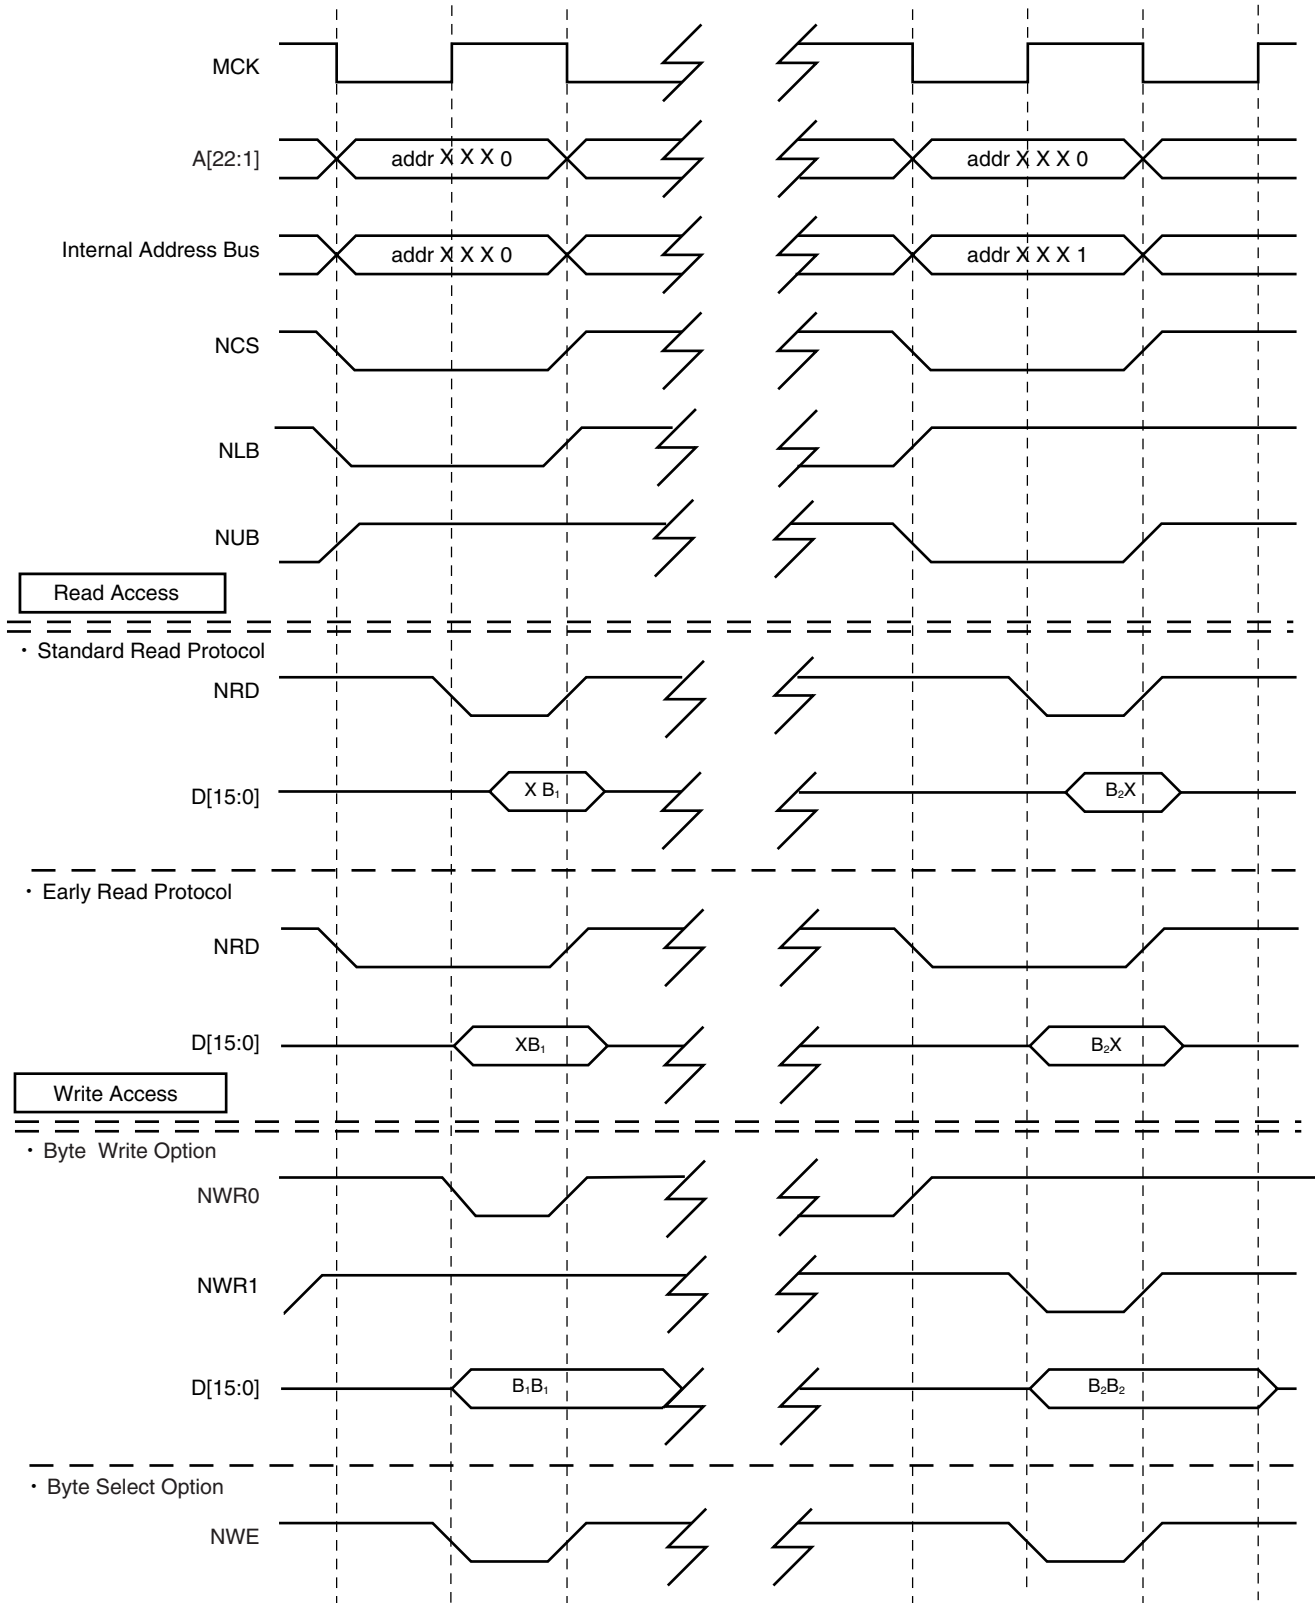 MCK
A[22:1] addr X X X 0 addr X X X 0
Internal Address Bus addr X X X 0 addr X X X 1
NCS
NLB
NUB
Read Access
· Standard Read Protocol
NRD
D[15:0] X B₁ B₂X
· Early Read Protocol
NRD
D[15:0] XB₁ B₂X
Write Access
· Byte Write Option
NWR0
NWR1
D[15:0] B₁B₁ B₂B₂
· Byte Select Option
NWE